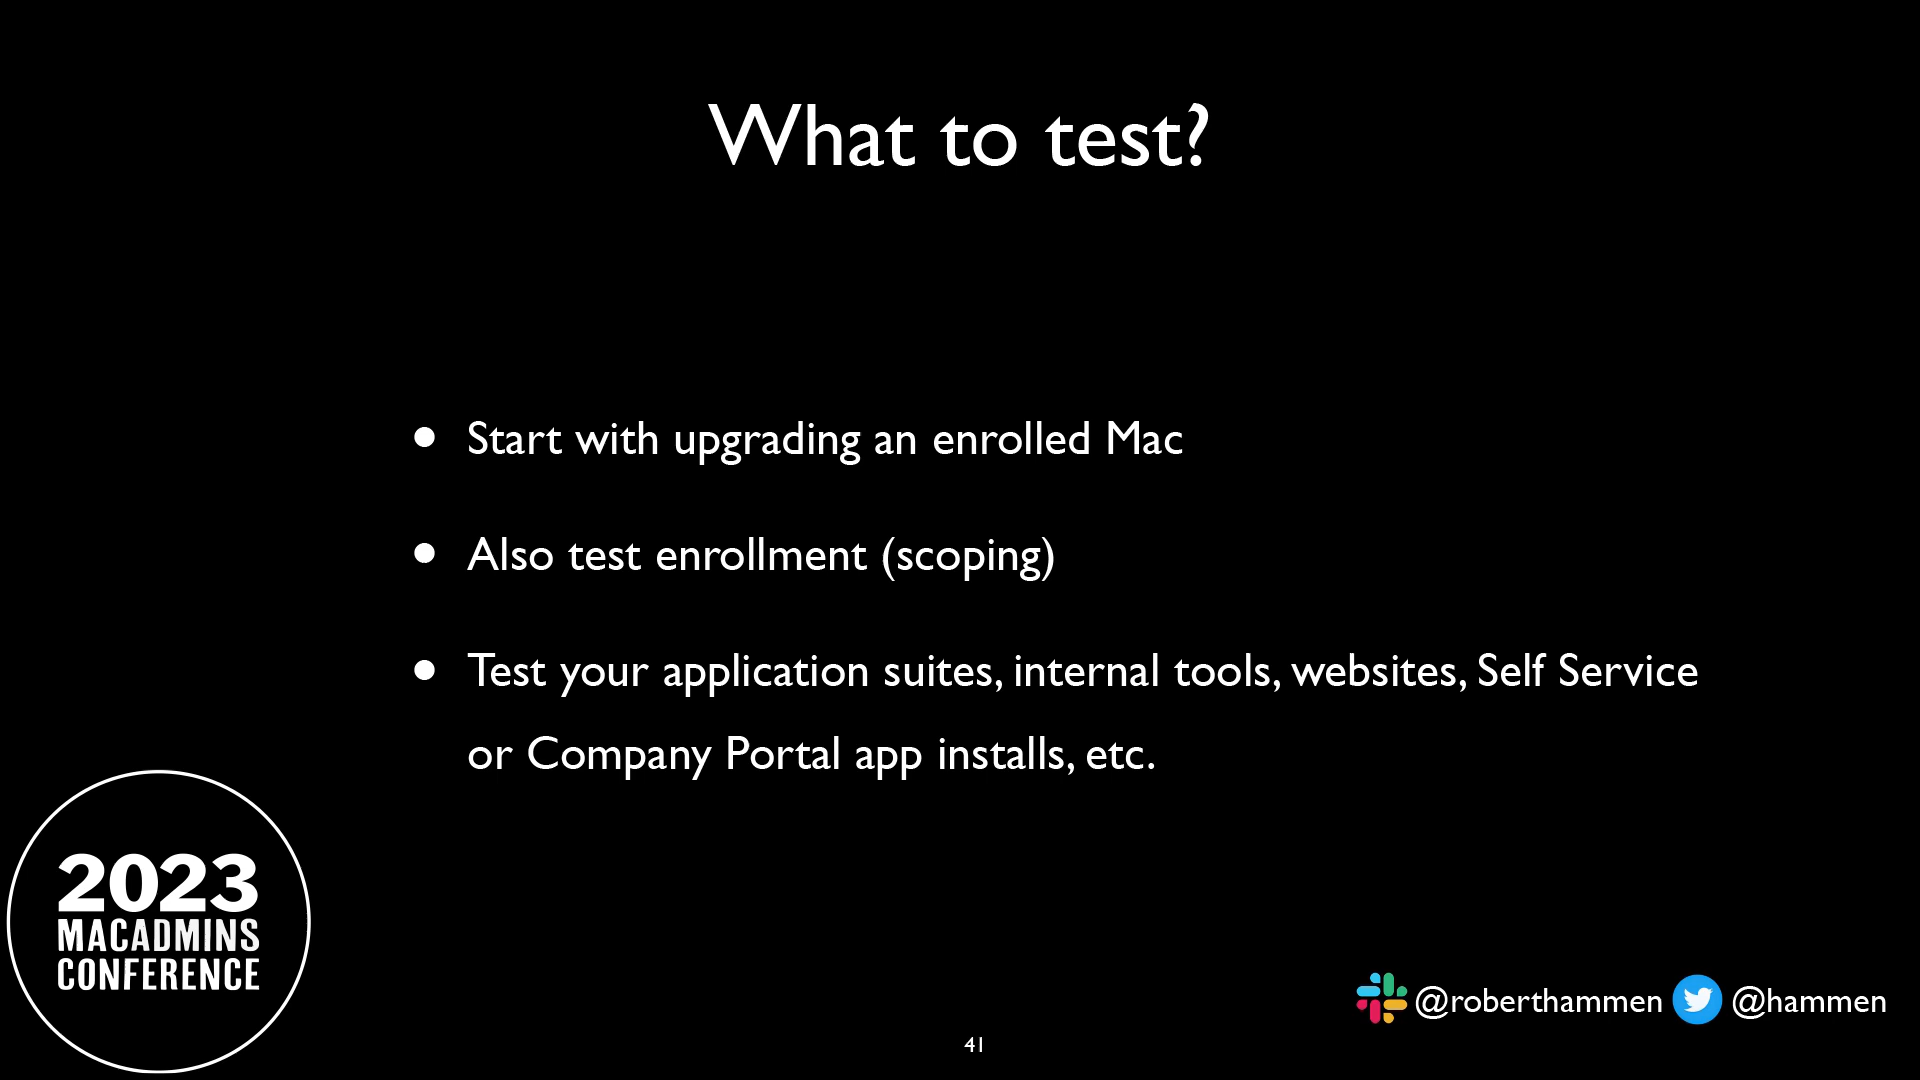 What to test?
• Start with upgrading an enrolled Mac
• Also test enrollment (scoping)
• Test your application suites, internal tools, websites, Self Service
or Company Portal app installs, etc.
2023
MACADMINS
CONFERENCE
@roberthammen @hammen
41